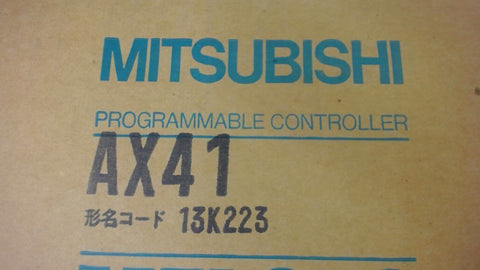 MITSUBISHI
PROGRAMMABLE CONTROLLER
AX41
形名コード 13K223